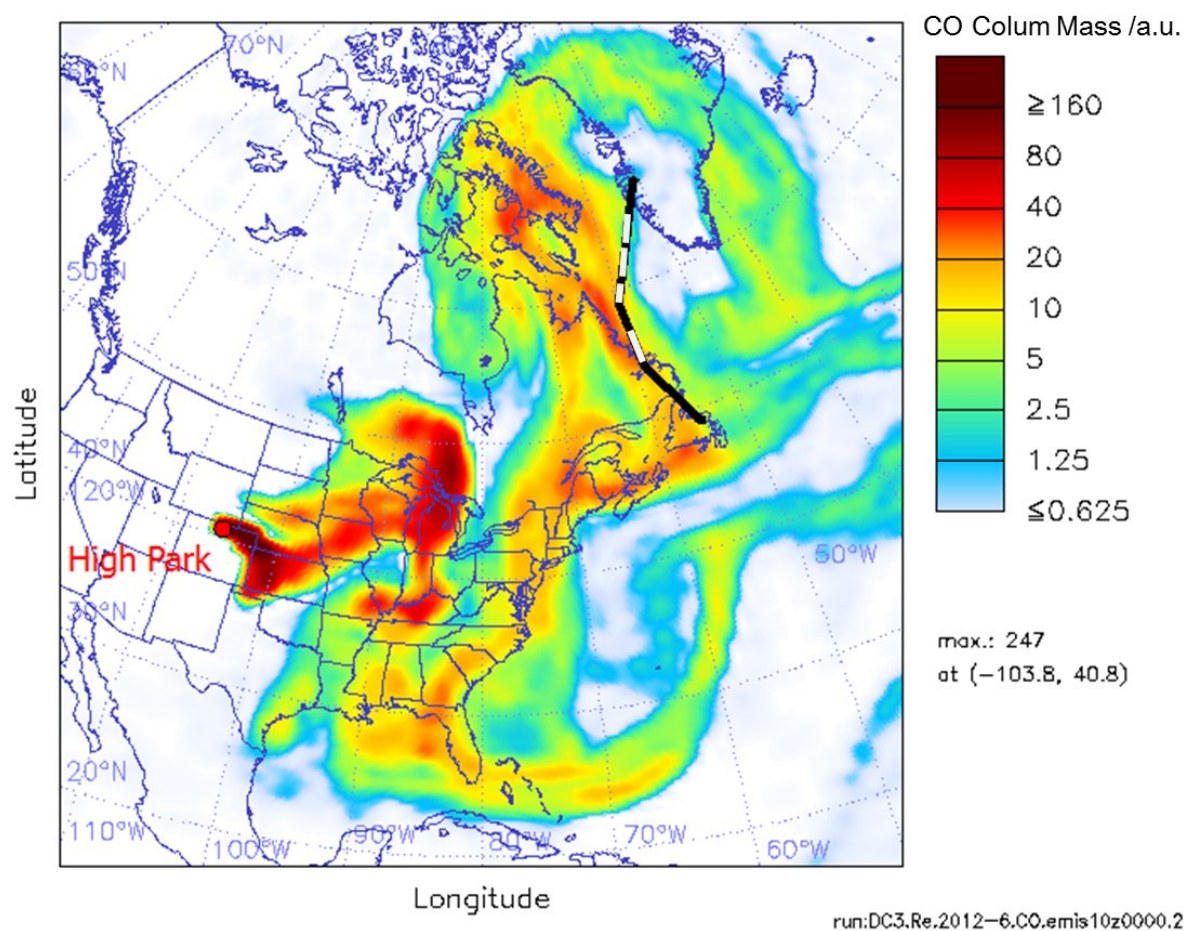 CO Colum Mass /a.u.
≧160
80
40
20
10
5
2.5
1.25
≦0.625
70°N
50°N
40°N
120°W
High Park
30°N
20°N
110°W
100°W
90°W
80°W
70°W
60°W
50°W
Latitude
Longitude
max.: 247
at (−103.8, 40.8)
run:DC3.Re.2012−6.CO.emis10z0000.2